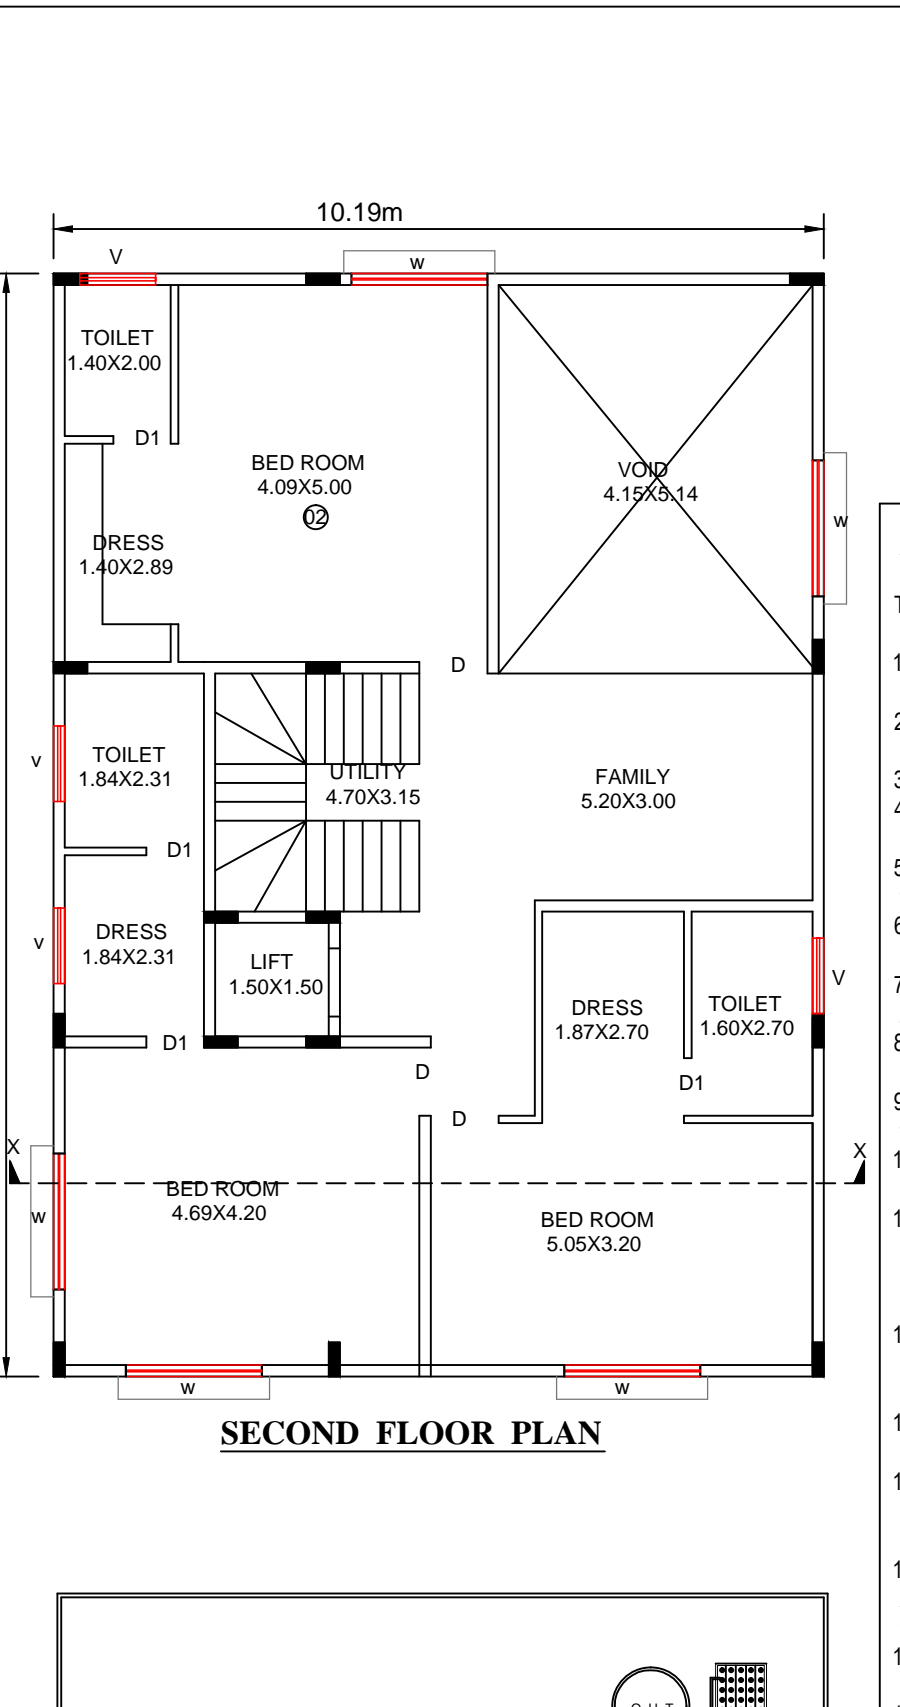 10.19m
V
w
TOILET
1.40X2.00
D1
BED ROOM
4.09X5.00
02
VOID
4.15X5.14
w
DRESS
1.40X2.89
D
TOILET
1.84X2.31
v
UTILITY
4.70X3.15
FAMILY
5.20X3.00
D1
DRESS
1.84X2.31
v
LIFT
1.50X1.50
DRESS
1.87X2.70
TOILET
1.60X2.70
V
D1
D
D1
D
X
X
BED ROOM
4.69X4.20
w
BED ROOM
5.05X3.20
w
w
SECOND FLOOR PLAN